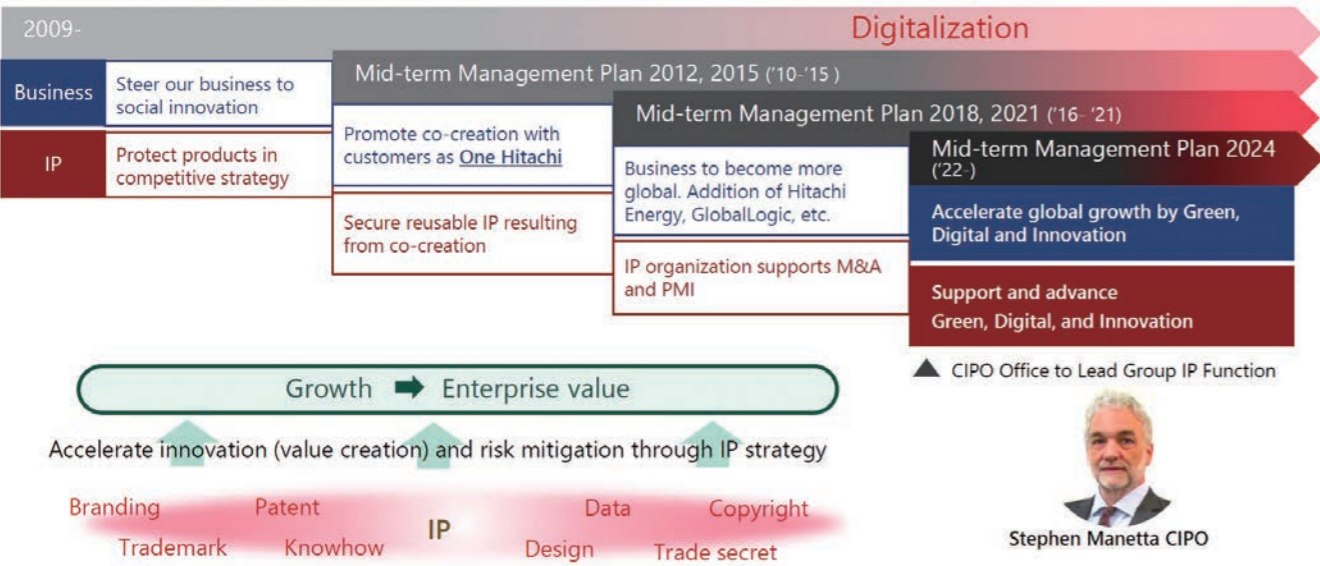 2009-
Digitalization
Business
Steer our business to
social innovation
IP
Protect products in
competitive strategy
Mid-term Management Plan 2012, 2015 ('10-'15 )
Promote co-creation with
customers as One Hitachi
Secure reusable IP resulting
from co-creation
Mid-term Management Plan 2018, 2021 ('16- '21)
Business to become more
global. Addition of Hitachi
Energy, GlobalLogic, etc.
IP organization supports M&A
and PMI
Mid-term Management Plan 2024
('22-)
Accelerate global growth by Green,
Digital and Innovation
Support and advance
Green, Digital, and Innovation
▲ CIPO Office to Lead Group IP Function
Stephen Manetta CIPO
Growth ➡ Enterprise value
Accelerate innovation (value creation) and risk mitigation through IP strategy
Branding Patent Data Copyright
IP
Trademark Knowhow Design Trade secret